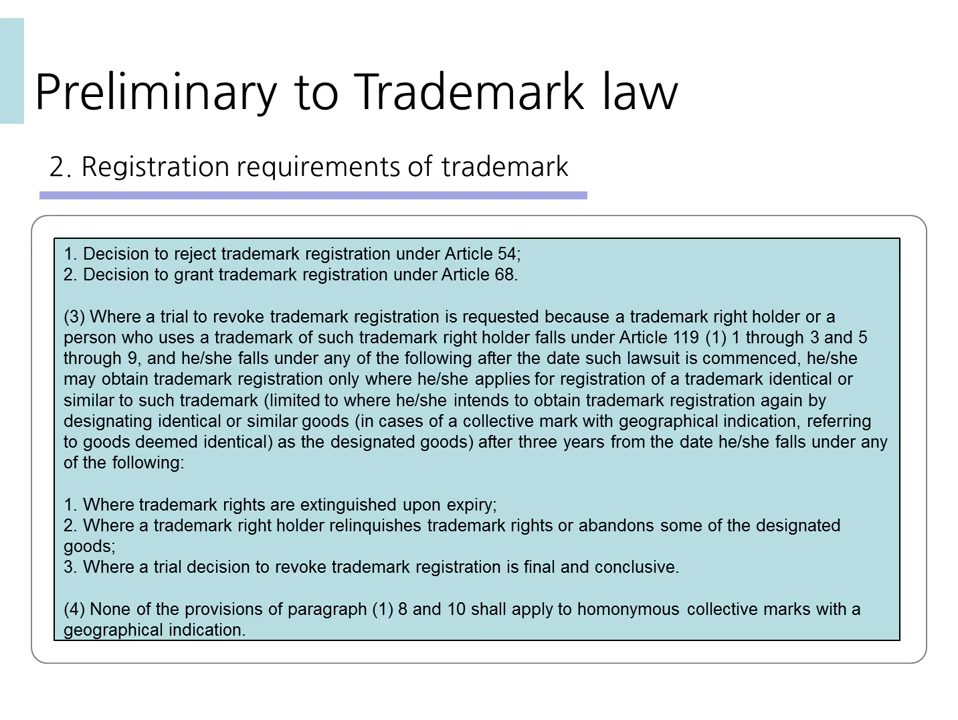 Preliminary to Trademark law
2. Registration requirements of trademark
1. Decision to reject trademark registration under Article 54;
2. Decision to grant trademark registration under Article 68.
(3) Where a trial to revoke trademark registration is requested because a trademark right holder or a
person who uses a trademark of such trademark right holder falls under Article 119 (1) 1 through 3 and 5
through 9, and he/she falls under any of the following after the date such lawsuit is commenced, he/she
may obtain trademark registration only where he/she applies for registration of a trademark identical or
similar to such trademark (limited to where he/she intends to obtain trademark registration again by
designating identical or similar goods (in cases of a collective mark with geographical indication, referring
to goods deemed identical) as the designated goods) after three years from the date he/she falls under any
of the following:
1. Where trademark rights are extinguished upon expiry;
2. Where a trademark right holder relinquishes trademark rights or abandons some of the designated
goods;
3. Where a trial decision to revoke trademark registration is final and conclusive.
(4) None of the provisions of paragraph (1) 8 and 10 shall apply to homonymous collective marks with a
geographical indication.